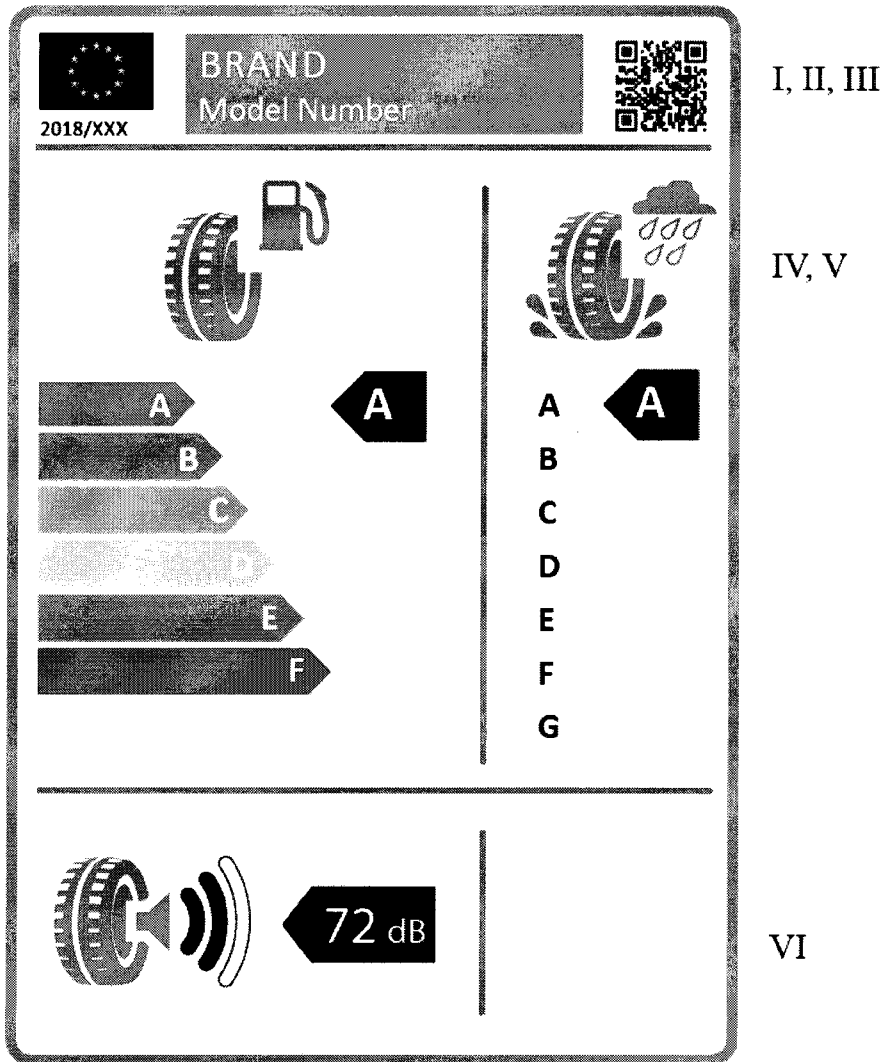 BRAND
Model Number
2018/XXX
I, II, III
IV, V
A
B
C
D
E
F
A
A
B
C
D
E
F
G
A
72 dB
VI